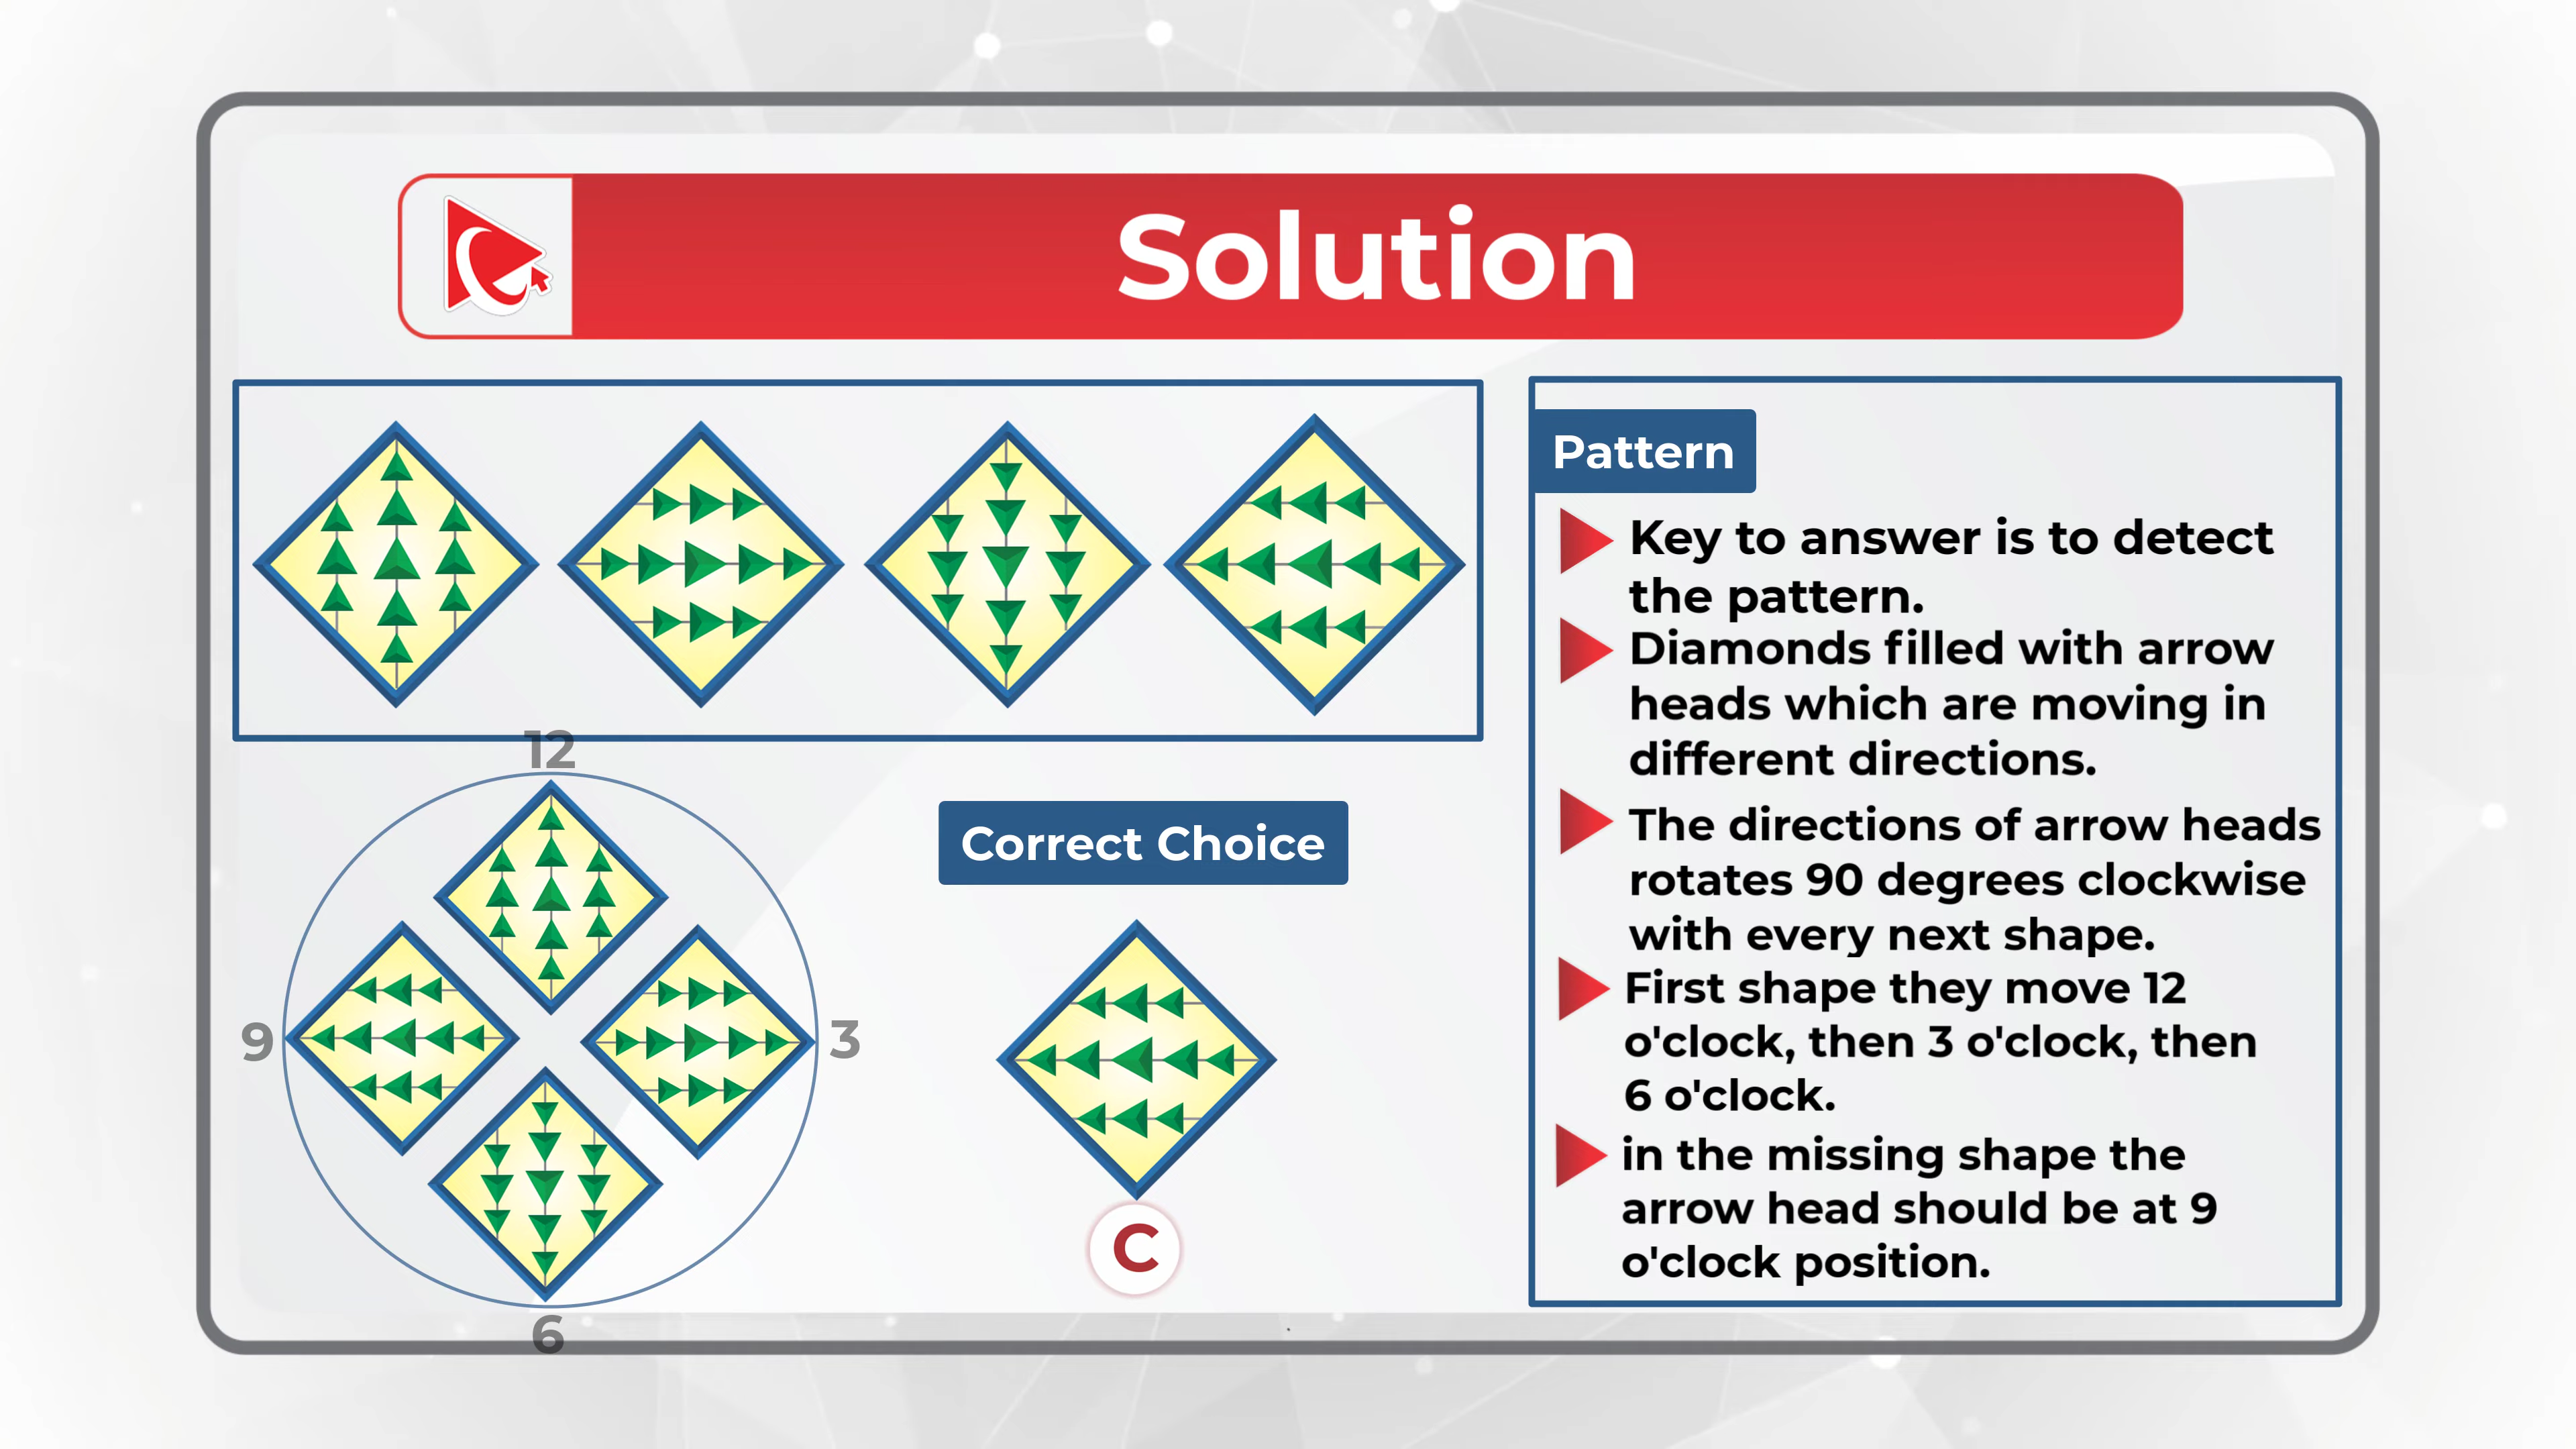 Solution
Pattern
Key to answer is to detect
the pattern.
Diamonds filled with arrow
heads which are moving in
different directions.
The directions of arrow heads
rotates 90 degrees clockwise
with every next shape.
First shape they move 12
o'clock, then 3 o'clock, then
6 o'clock.
in the missing shape the
arrow head should be at 9
o'clock position.
12
9
3
6
Correct Choice
C